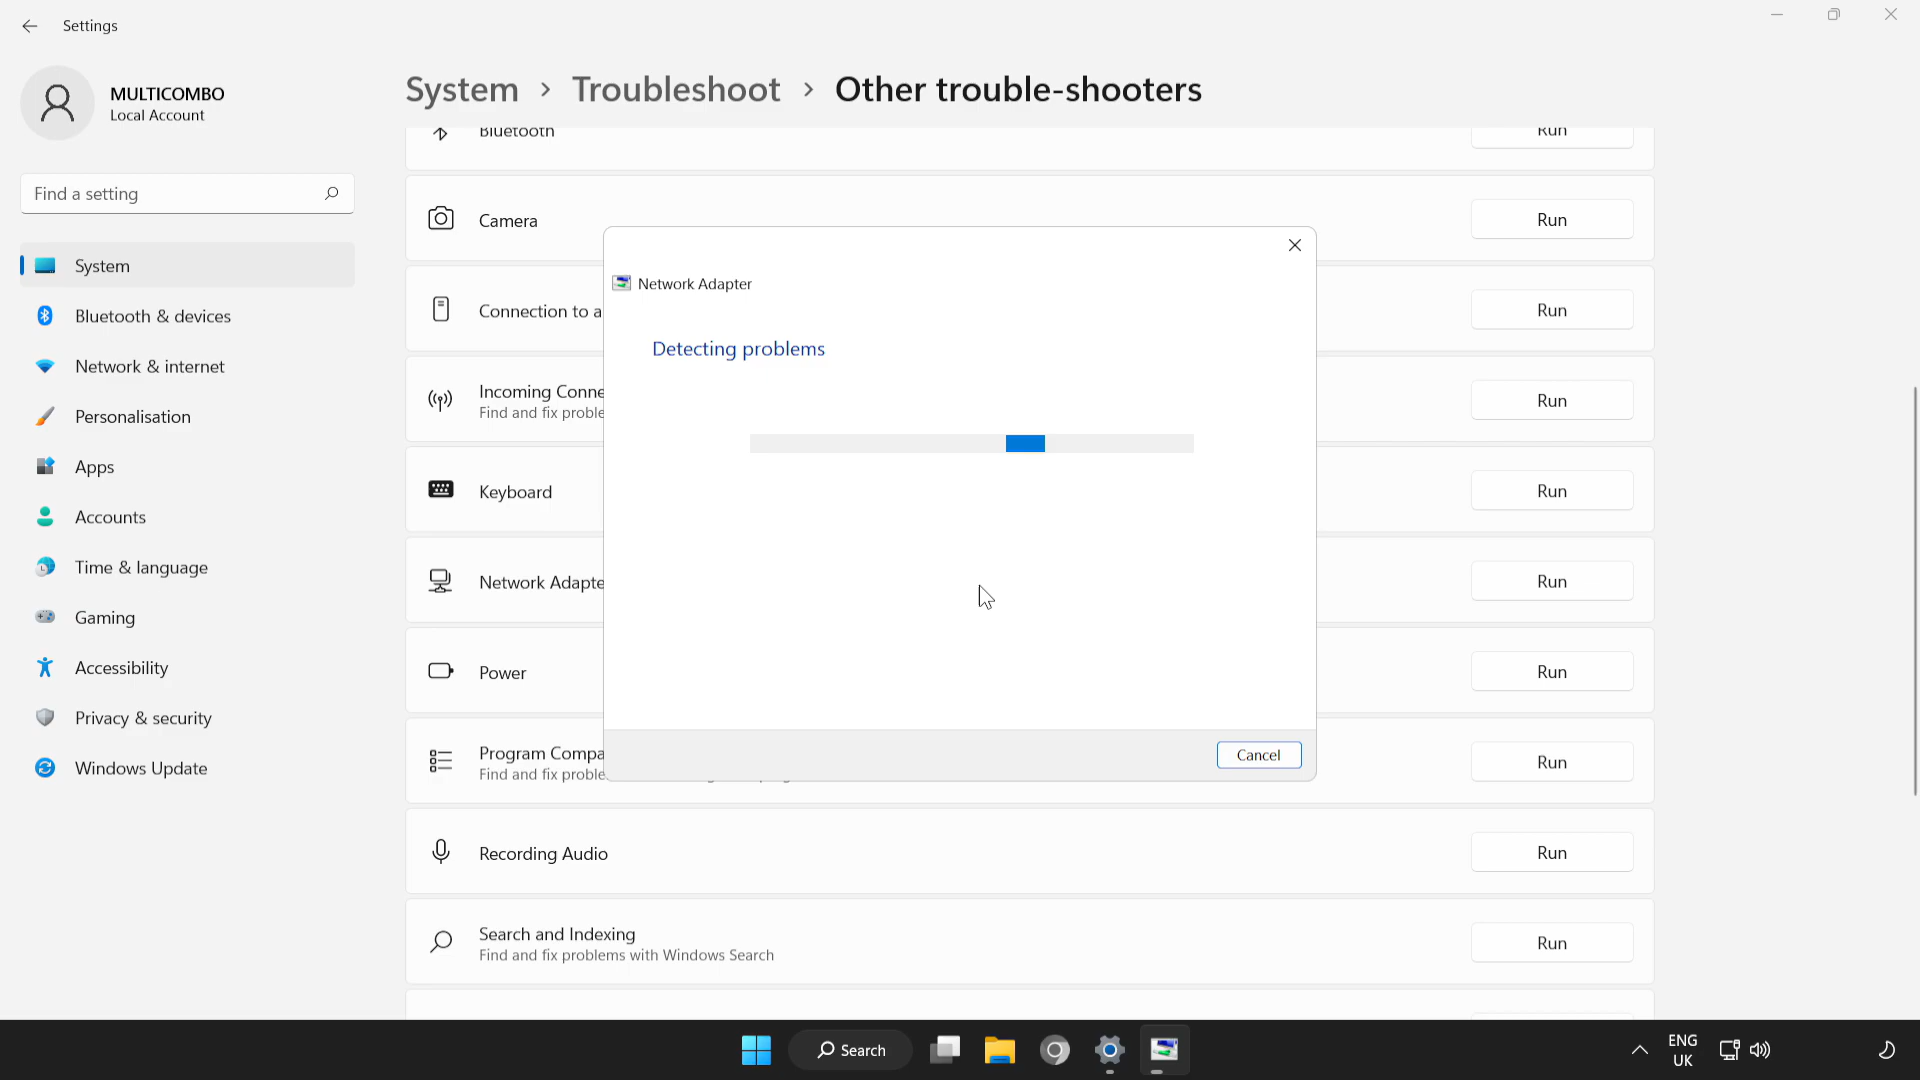 Settings
MULTICOMBO
Local Account
Find a setting
System
Bluetooth & devices
Network & internet
Personalisation
Apps
Accounts
Time & language
Gaming
Accessibility
Privacy & security
Windows Update
System > Troubleshoot > Other trouble-shooters
Bluetooth Run
Camera Run
Connection to a Run
Incoming Conne Run
Find and fix proble
Keyboard Run
Network Adapte Run
Power Run
Program Compa Run
Find and fix proble
Recording Audio Run
Search and Indexing Run
Find and fix problems with Windows Search
Network Adapter
Detecting problems
Cancel
Search
ENG
UK